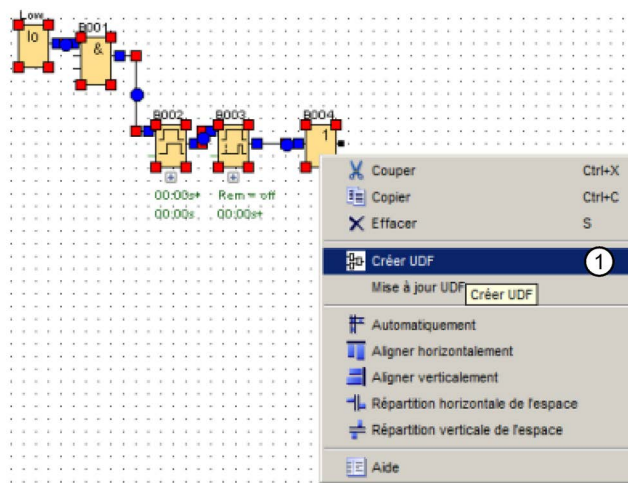 Low
lo
B001
&
B002
B003
B004
1
00:00s+
Rem = off
00:00s
00:00s+
Couper Ctrl+X
Copier Ctrl+C
Effacer S
Créer UDF 1
Mise à jour UDF
Créer UDF
Automatiquement
Aligner horizontalement
Aligner verticalement
Répartition horizontale de l'espace
Répartition verticale de l'espace
Aide